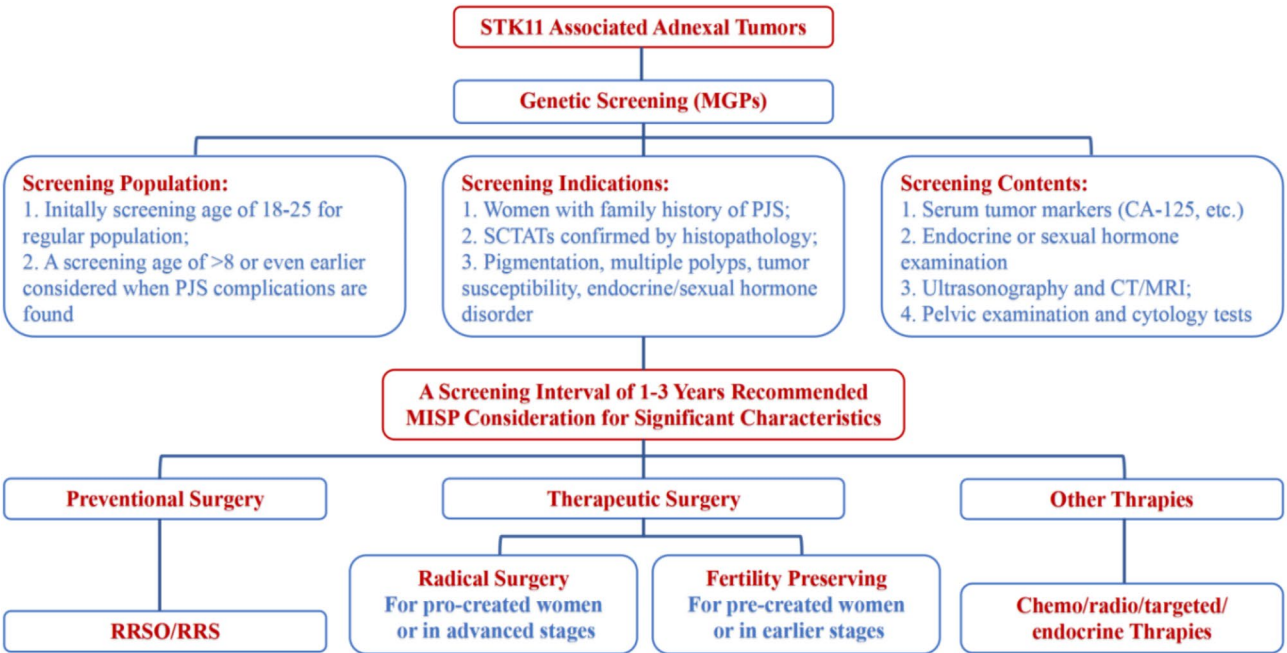 STK11 Associated Adnexal Tumors
Genetic Screening (MGPs)
Screening Population:
1. Initally screening age of 18-25 for
regular population;
2. A screening age of >8 or even earlier
considered when PJS complications are
found
Screening Indications:
1. Women with family history of PJS;
2. SCTATs confirmed by histopathology;
3. Pigmentation, multiple polyps, tumor
susceptibility, endocrine/sexual hormone
disorder
Screening Contents:
1. Serum tumor markers (CA-125, etc.)
2. Endocrine or sexual hormone
examination
3. Ultrasonography and CT/MRI;
4. Pelvic examination and cytology tests
A Screening Interval of 1-3 Years Recommended
MISP Consideration for Significant Characteristics
Preventional Surgery
Therapeutic Surgery
Other Thrapies
RRSO/RRS
Radical Surgery
For pro-created women
or in advanced stages
Fertility Preserving
For pre-created women
or in earlier stages
Chemo/radio/targeted/
endocrine Thrapies